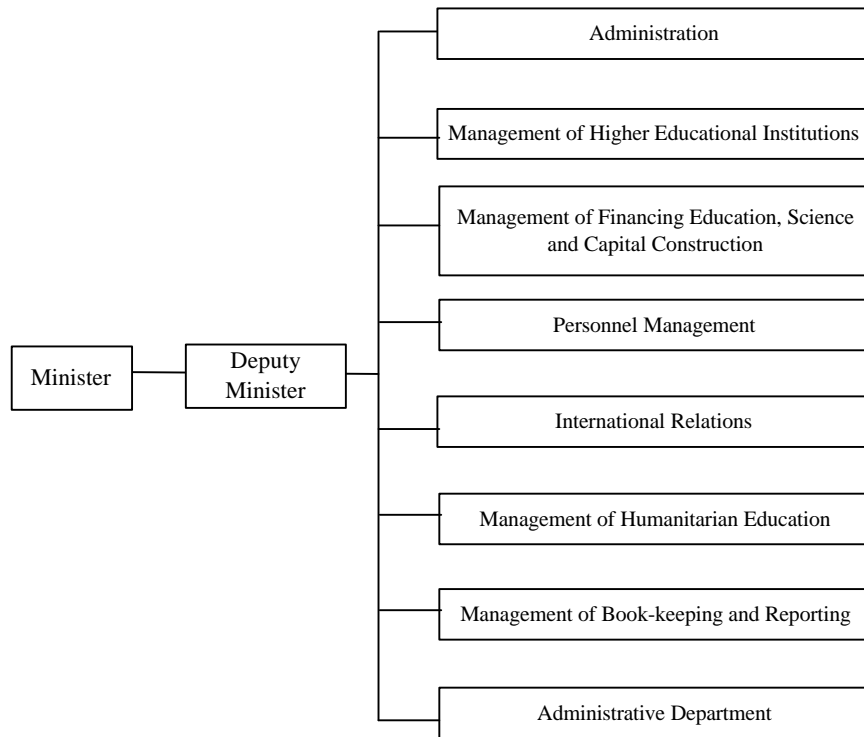 Administration
Management of Higher Educational Institutions
Management of Financing Education, Science
and Capital Construction
Personnel Management
Minister
Deputy
Minister
International Relations
Management of Humanitarian Education
Management of Book-keeping and Reporting
Administrative Department